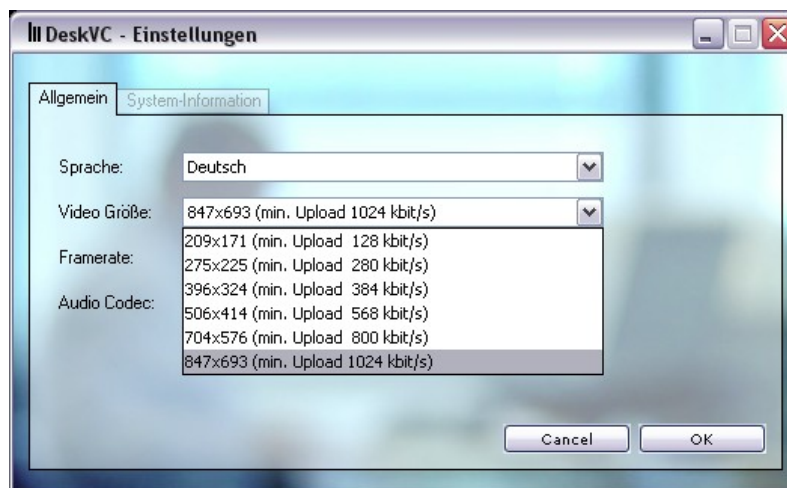 DeskVC - Einstellungen
Allgemein System-Information
Sprache: Deutsch
Video Größe: 847x693 (min. Upload 1024 kbit/s)
209x171 (min. Upload 128 kbit/s)
Framerate:
275x225 (min. Upload 280 kbit/s)
396x324 (min. Upload 384 kbit/s)
Audio Codec:
506x414 (min. Upload 568 kbit/s)
704x576 (min. Upload 800 kbit/s)
847x693 (min. Upload 1024 kbit/s)
Cancel OK